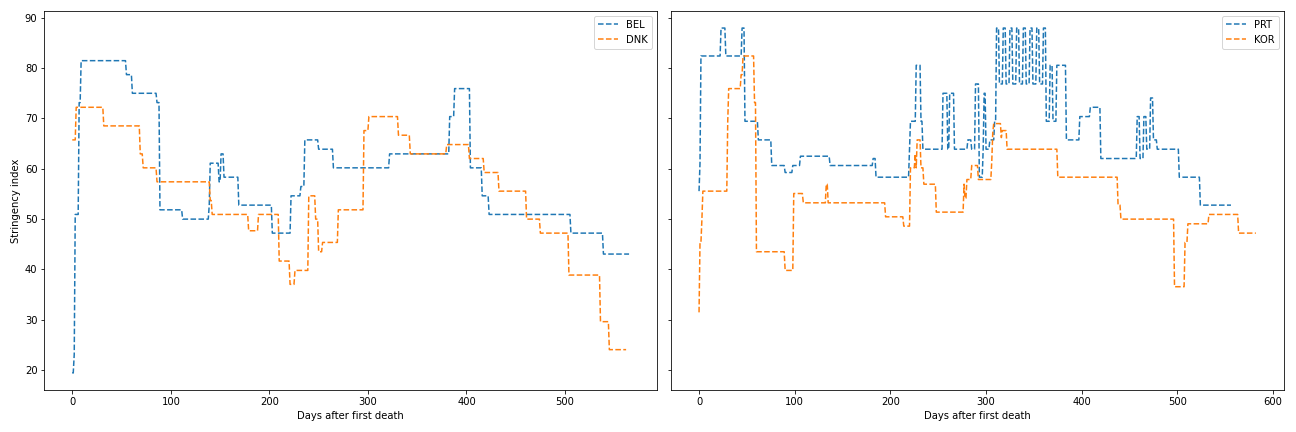 90
80
70
60
50
40
30
20
Stringency index
0 100 200 300 400 500
Days after first death
BEL
DNK
0 100 200 300 400 500 600
Days after first death
PRT
KOR